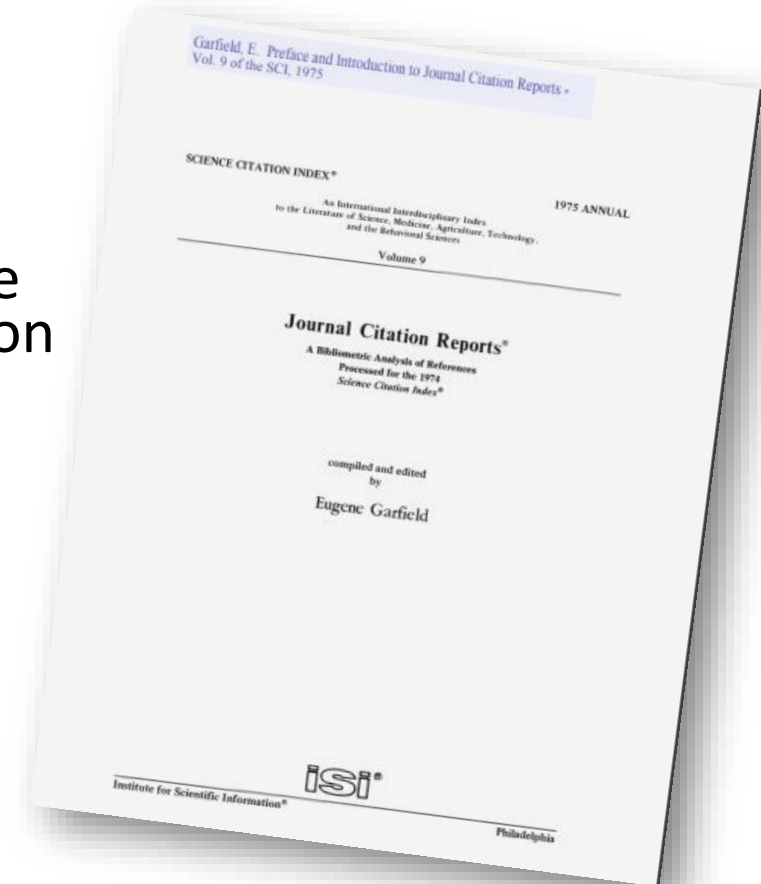 Garfield, E. Preface and Introduction to Journal Citation Reports •
Vol. 9 of the SCI, 1975
SCIENCE CITATION INDEX®
1975 ANNUAL
An International Interdisciplinary Index
to the Literature of Science, Medicine, Agriculture, Technology,
and the Behavioral Sciences
Volume 9
e
on
Journal Citation Reports®
A Bibliometric Analysis of References
Processed for the 1974
Science Citation Index®
compiled and edited
by
Eugene Garfield
isi®
Institute for Scientific Information®
Philadelphia